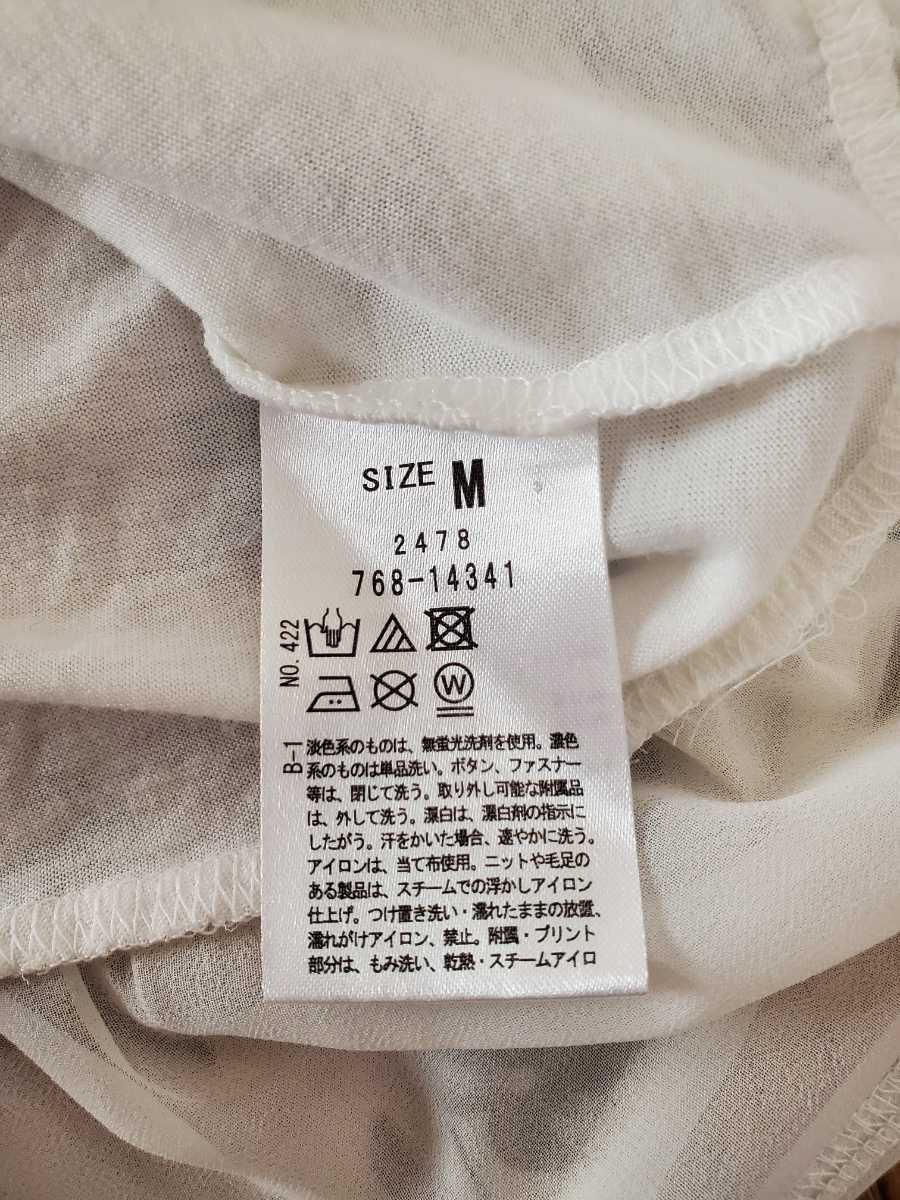 SIZE M
2478
768-14341
NO. 422
W
B-1
淡色系のものは、無蛍光洗剤を使用。濃色
系のものは単品洗い。ボタン、ファスナー
等は、閉じて洗う。取り外し可能な附属品
は、外して洗う。漂白は、漂白剤の指示に
したがう。汗をかいた場合、速やかに洗う。
アイロンは、当て布使用。ニットや毛足の
ある製品は、スチームでの浮かしアイロン
仕上げ。つけ置き洗い・濡れたままの放置、
濡れがけアイロン、禁止。附属・プリント
部分は、もみ洗い、乾熱・スチームアイロ